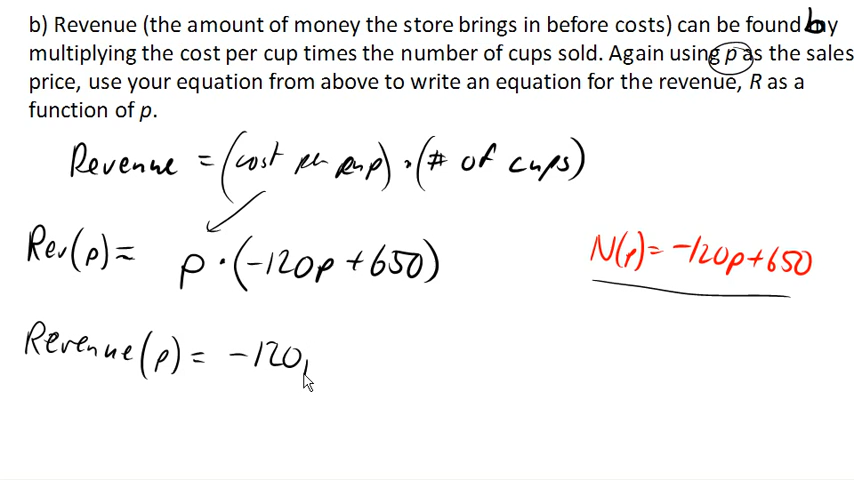 b) Revenue (the amount of money the store brings in before costs) can be found by
multiplying the cost per cup times the number of cups sold. Again using p as the sales
price, use your equation from above to write an equation for the revenue, R as a
function of p.
Revenue = (cost per cup) · (# of cups)
Rev(p) = p · (-120p + 650)
N(p) = -120p + 650
Revenue(p) = -120